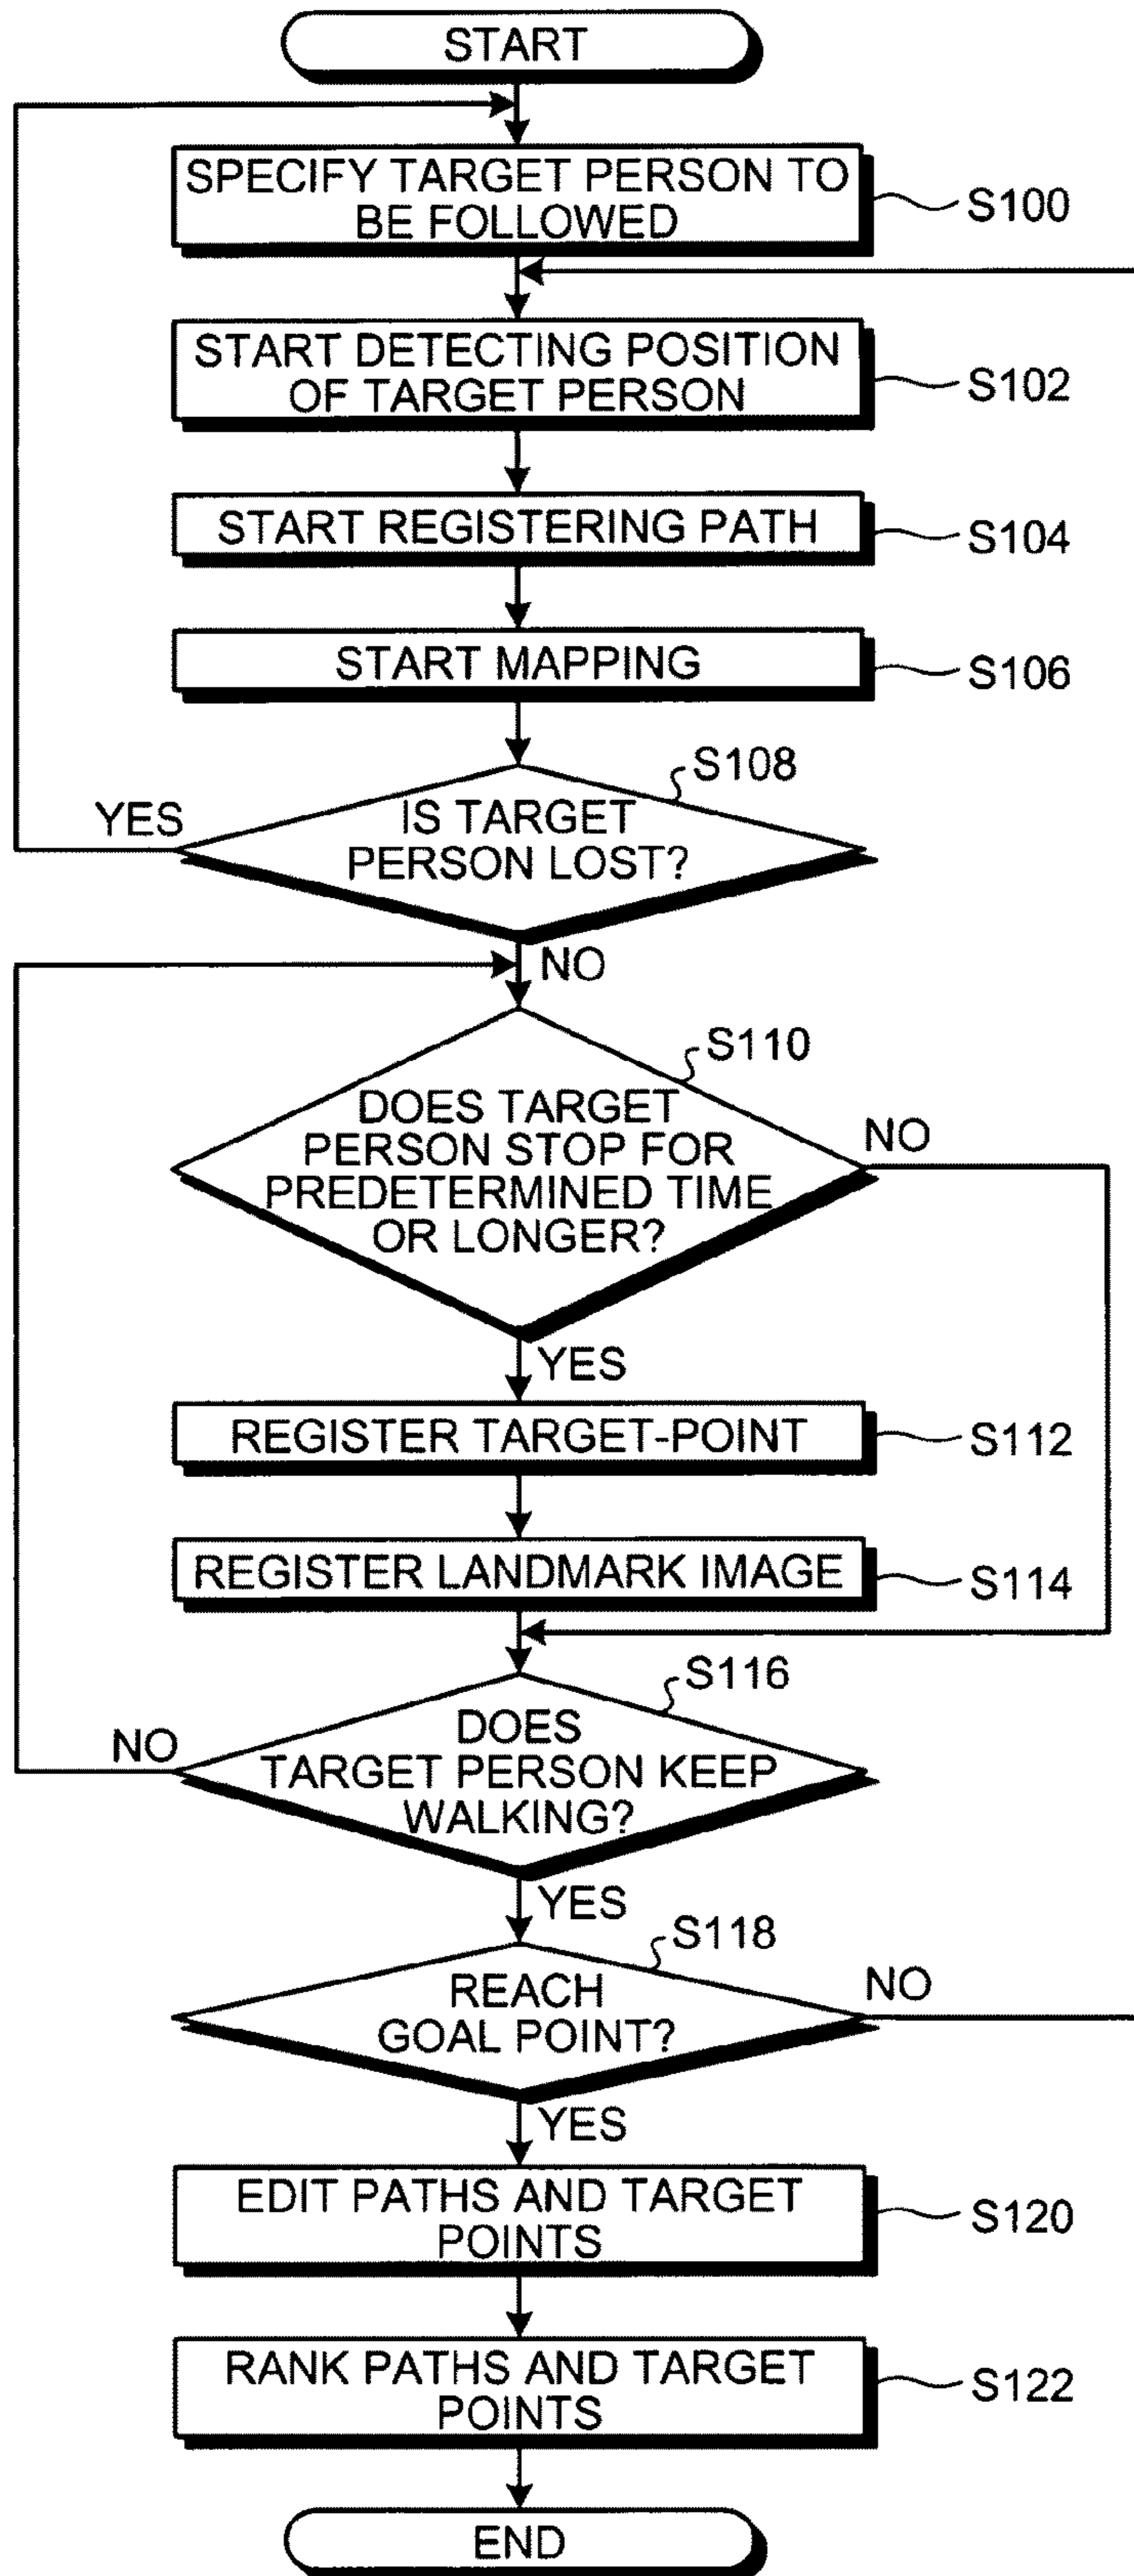 START
SPECIFY TARGET PERSON TO
BE FOLLOWED
S100
START DETECTING POSITION
OF TARGET PERSON
S102
START REGISTERING PATH
S104
START MAPPING
S106
S108
YES
IS TARGET
PERSON LOST?
NO
S110
DOES TARGET
PERSON STOP FOR
PREDETERMINED TIME
OR LONGER?
NO
YES
REGISTER TARGET-POINT
S112
REGISTER LANDMARK IMAGE
S114
S116
NO
DOES
TARGET PERSON KEEP
WALKING?
YES
S118
REACH
GOAL POINT?
NO
YES
EDIT PATHS AND TARGET
POINTS
S120
RANK PATHS AND TARGET
POINTS
S122
END